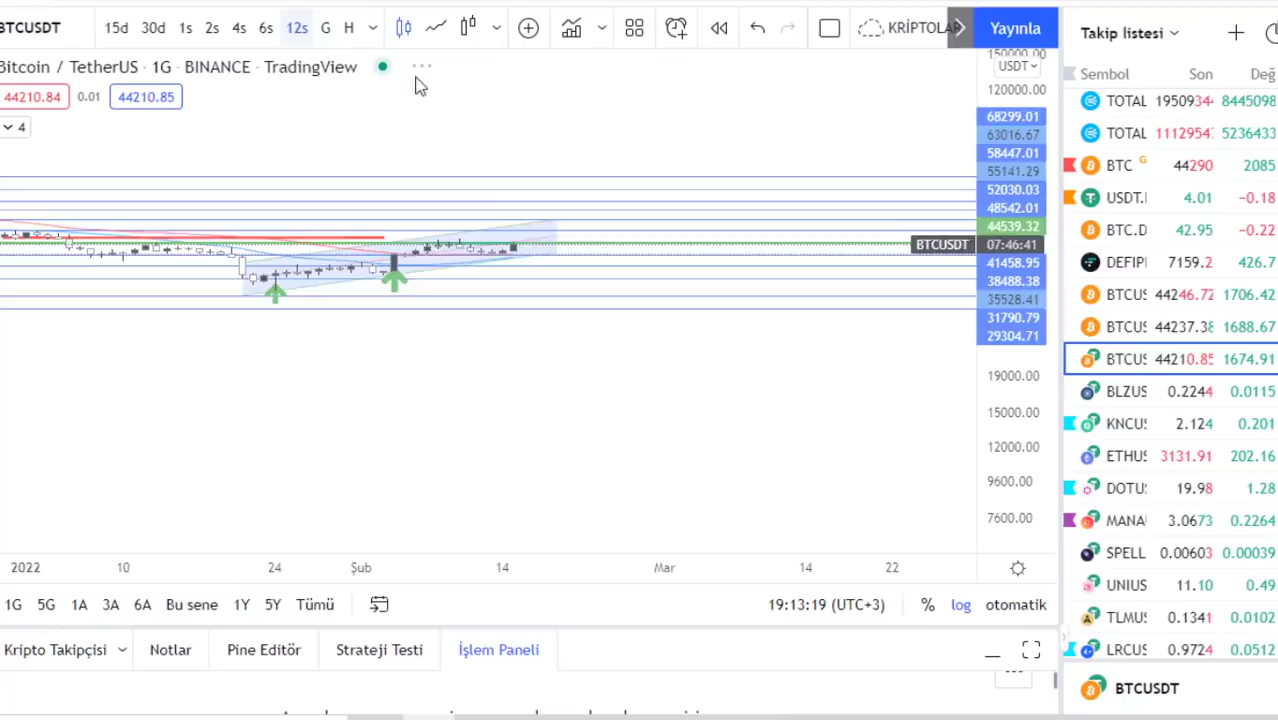 BTCUSDT 15d 30d 1s 2s 4s 6s 12s G H KRİPTOLAR Yayınla
Bitcoin / TetherUS · 1G · BINANCE · TradingView
44210.84 0.01 44210.85
4
150000.00
USDT
120000.00
68299.01
63016.67
58447.01
55141.29
52030.03
48542.01
44539.32
BTCUSDT 07:46:41
41458.95
38488.38
35528.41
31790.79
29304.71
19000.00
15000.00
12000.00
9600.00
7600.00
2022 10 24 Şub 14 Mar 14 22
1G 5G 1A 3A 6A Bu sene 1Y 5Y Tümü 19:13:19 (UTC+3) % log otomatik
Kripto Takipçisi Notlar Pine Editör Strateji Testi İşlem Paneli
Takip listesi
Sembol Son Değ
TOTAL 1950934 8445098
TOTAL 1112954 5236433
BTC G 44290 2085
USDT.I 4.01 −0.18
BTC.D 42.95 −0.22
DEFIPI 7159.2 426.7
BTCUS 44246.72 1706.42
BTCUS 44237.38 1688.67
BTCUS 44210.85 1674.91
BLZUS 0.2244 0.0115
KNCUS 2.124 0.201
ETHUS 3131.91 202.16
DOTU 19.98 1.28
MANA 3.0673 0.2264
SPELL 0.00603 0.00039
UNIUS 11.10 0.49
TLMU 0.1341 0.0102
LRCUS 0.9724 0.0512
BTCUSDT